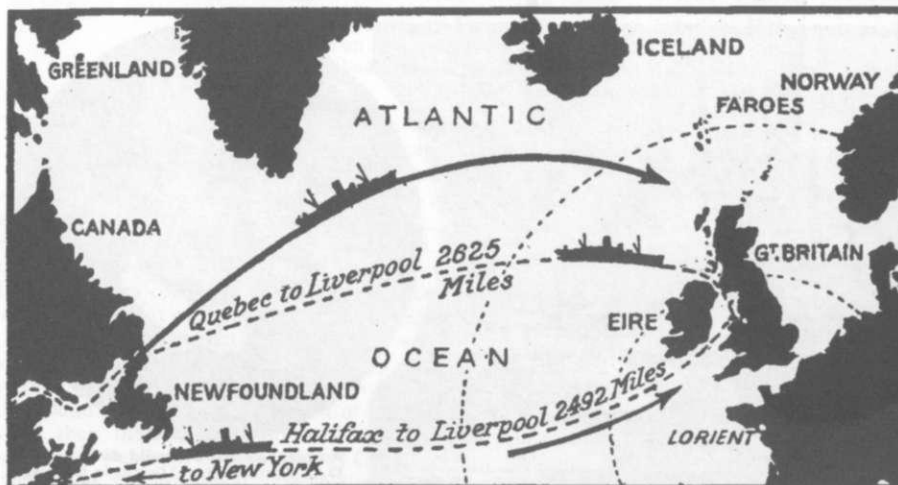 GREENLAND
ICELAND
NORWAY
FAROES
ATLANTIC
CANADA
Quebec to Liverpool 2625
Miles
GT. BRITAIN
EIRE
OCEAN
NEWFOUNDLAND
Halifax to Liverpool 2492 Miles
LORIENT
to New York